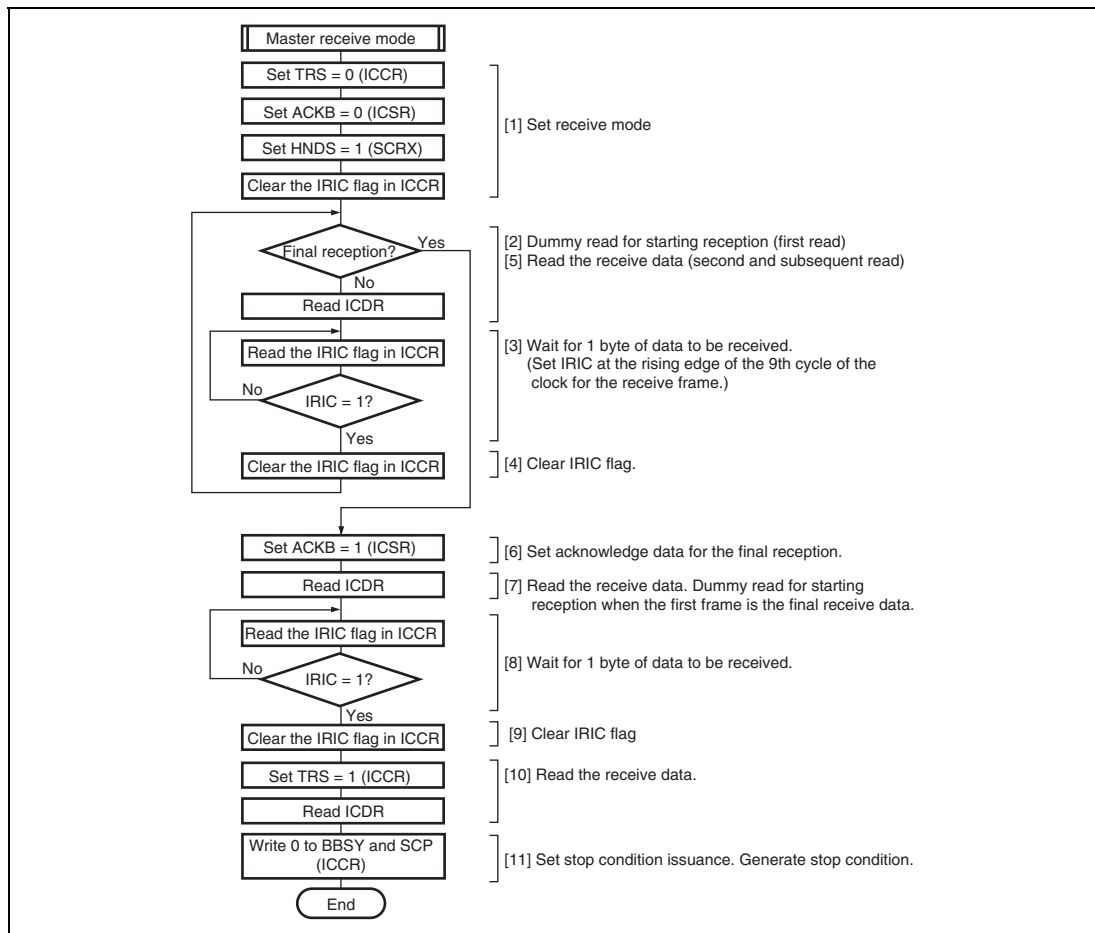 Master receive mode
Set TRS = 0 (ICCR)
Set ACKB = 0 (ICSR)
Set HNDS = 1 (SCRX)
Clear the IRIC flag in ICCR
[1] Set receive mode
Final reception?
Yes
No
Read ICDR
[2] Dummy read for starting reception (first read)
[5] Read the receive data (second and subsequent read)
Read the IRIC flag in ICCR
No
IRIC = 1?
Yes
[3] Wait for 1 byte of data to be received.
(Set IRIC at the rising edge of the 9th cycle of the
clock for the receive frame.)
Clear the IRIC flag in ICCR
[4] Clear IRIC flag.
Set ACKB = 1 (ICSR)
[6] Set acknowledge data for the final reception.
Read ICDR
[7] Read the receive data. Dummy read for starting
reception when the first frame is the final receive data.
Read the IRIC flag in ICCR
No
IRIC = 1?
Yes
[8] Wait for 1 byte of data to be received.
Clear the IRIC flag in ICCR
[9] Clear IRIC flag
Set TRS = 1 (ICCR)
Read ICDR
[10] Read the receive data.
Write 0 to BBSY and SCP
(ICCR)
[11] Set stop condition issuance. Generate stop condition.
End